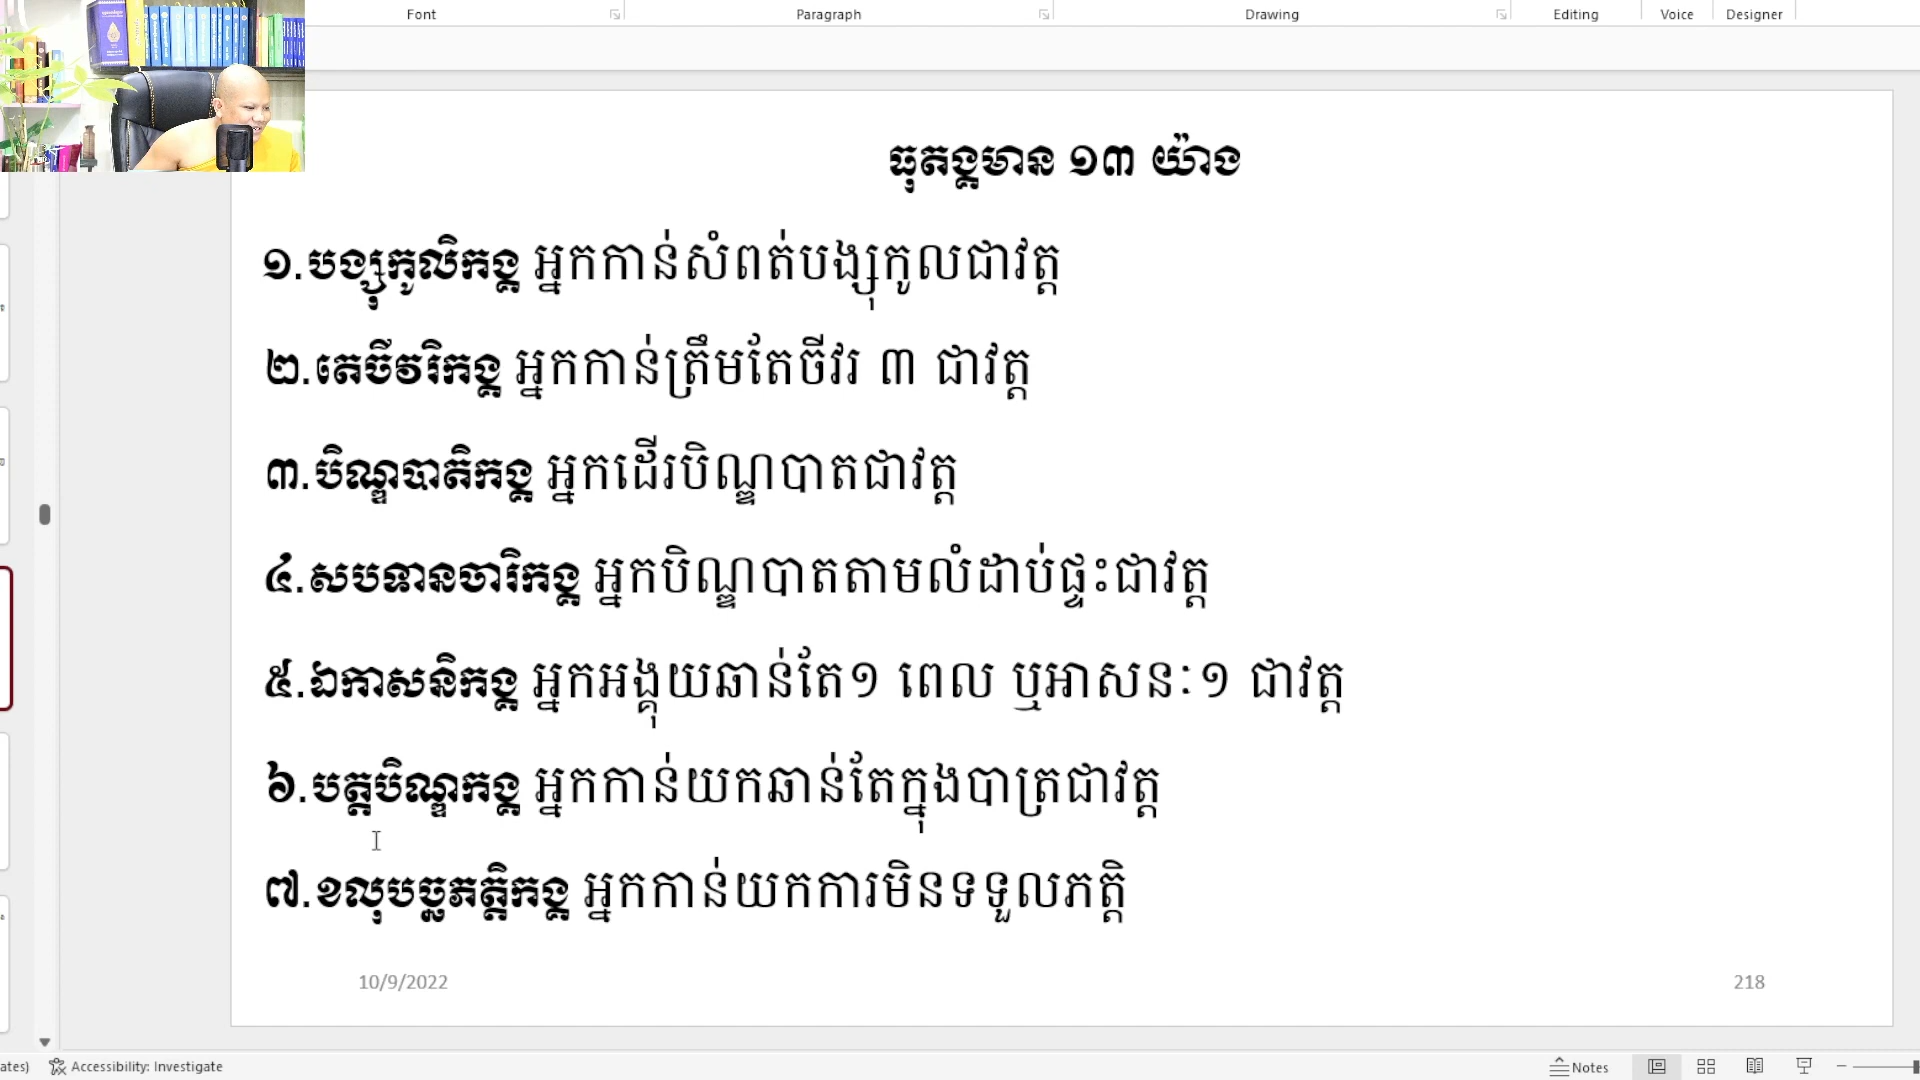 Font
Paragraph
Drawing
Editing
Voice
Designer
ធុតង្គមាន ១៣ យ៉ាង
១.បង្សុកូលិកង្គ អ្នកកាន់សំពត់បង្សុកូលជាវត្ត
២.តេចីវរិកង្គ អ្នកកាន់ត្រឹមតែចីវរ ៣ ជាវត្ត
៣.បិណ្ឌបាតិកង្គ អ្នកដើរបិណ្ឌបាតជាវត្ត
៤.សបទានចារិកង្គ អ្នកបិណ្ឌបាតតាមលំដាប់ផ្ទះជាវត្ត
៥.ឯកាសនិកង្គ អ្នកអង្គុយឆាន់តែ១ ពេល ឬអាសនៈ១ ជាវត្ត
៦.បត្តបិណ្ឌកង្គ អ្នកកាន់យកឆាន់តែក្នុងបាត្រជាវត្ត
៧.ខលុបច្ឆភត្តិកង្គ អ្នកកាន់យកការមិនទទួលភត្តិ
10/9/2022
218
ates)
Accessibility: Investigate
Notes